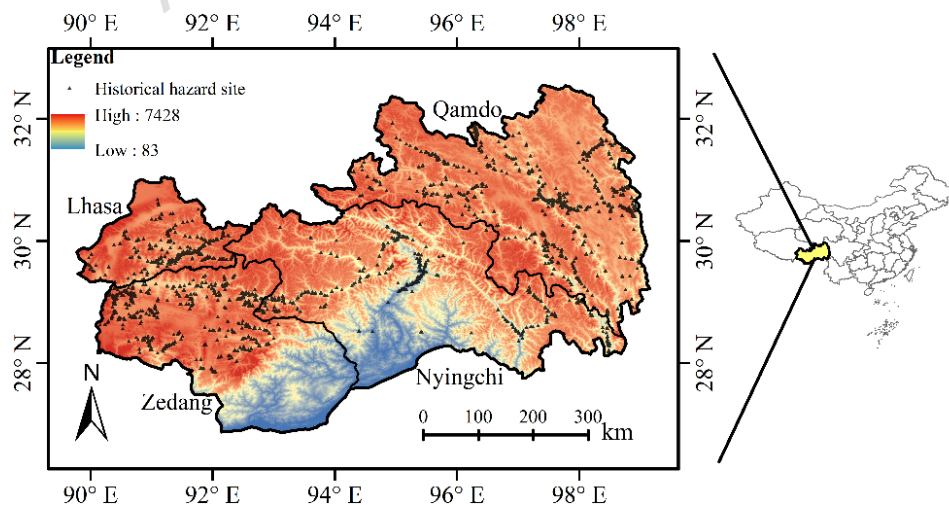 90° E 92° E 94° E 96° E 98° E
Legend
Historical hazard site
High : 7428
Low : 83
32° N
30° N
28° N
Qamdo
Lhasa
Zedang
Nyingchi
N
0 100 200 300
km
32° N
30° N
28° N
90° E 92° E 94° E 96° E 98° E